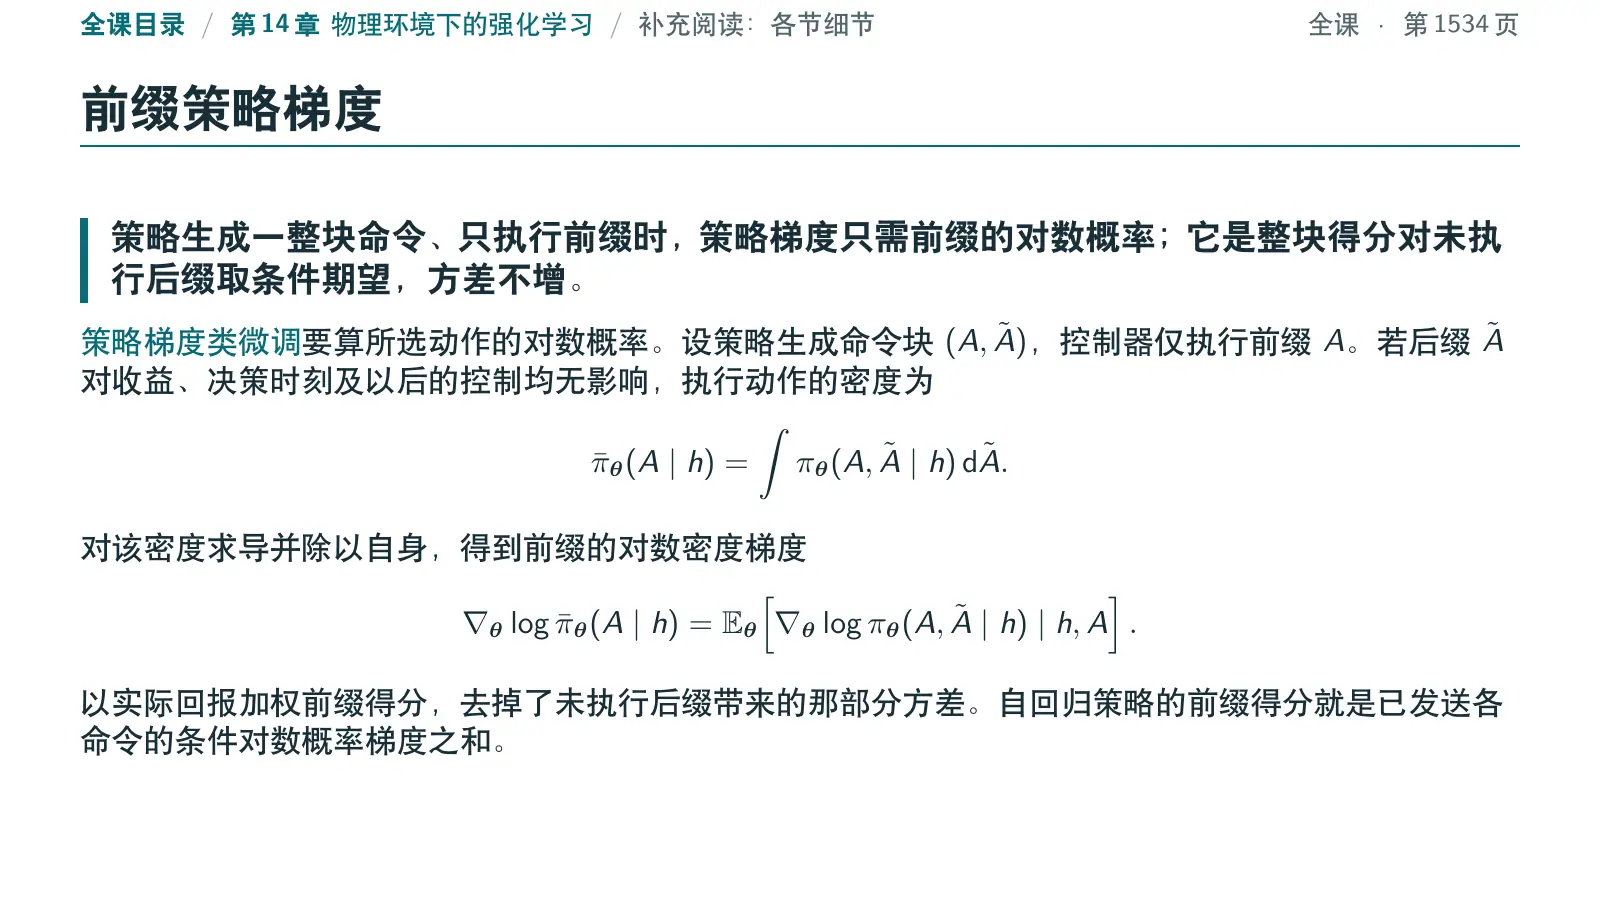 全课目录 / 第 14 章 物理环境下的强化学习 / 补充阅读：各节细节
全课 · 第 1534 页
前缀策略梯度
策略生成一整块命令、只执行前缀时，策略梯度只需前缀的对数概率；它是整块得分对未执
行后缀取条件期望，方差不增。
策略梯度类微调要算所选动作的对数概率。设策略生成命令块 (A, Ã)，控制器仅执行前缀 A。若后缀 Ã
对收益、决策时刻及以后的控制均无影响，执行动作的密度为
π̄_θ(A | h) = ∫ π_θ(A, Ã | h) dÃ.
对该密度求导并除以自身，得到前缀的对数密度梯度
∇_θ log π̄_θ(A | h) = 𝔼_θ[∇_θ log π_θ(A, Ã | h) | h, A].
以实际回报加权前缀得分，去掉了未执行后缀带来的那部分方差。自回归策略的前缀得分就是已发送各
命令的条件对数概率梯度之和。